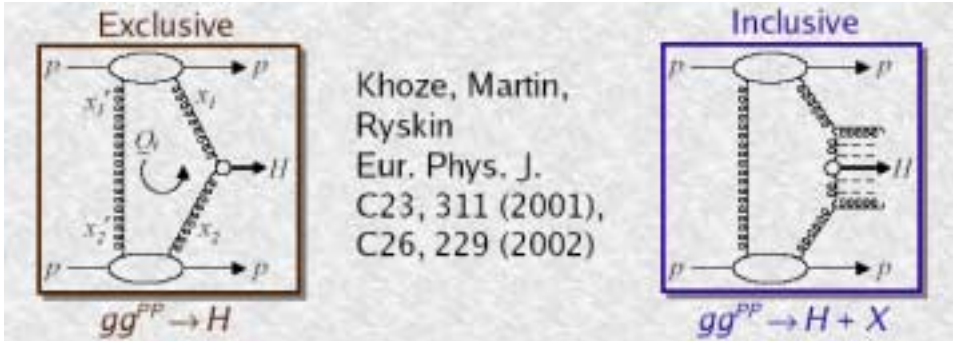 Exclusive
p p
x₁' x₁
Qₜ
H
x₂' x₂
p p
gg^PP → H
Khoze, Martin,
Ryskin
Eur. Phys. J.
C23, 311 (2001),
C26, 229 (2002)
Inclusive
p p
H
p p
gg^PP → H + X